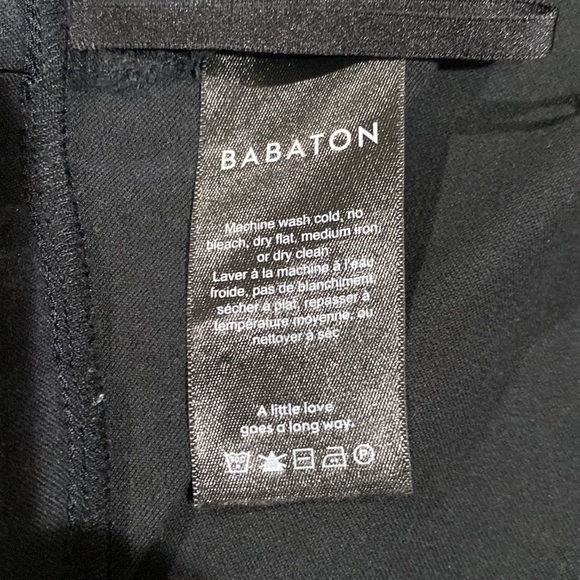 BABATON
Machine wash cold, no
bleach, dry flat, medium iron,
or dry clean
Laver à la machine à l'eau
froide, pas de blanchiment,
sécher à plat, repasser à
température moyenne, ou
nettoyer à sec
A little love
goes a long way.
P